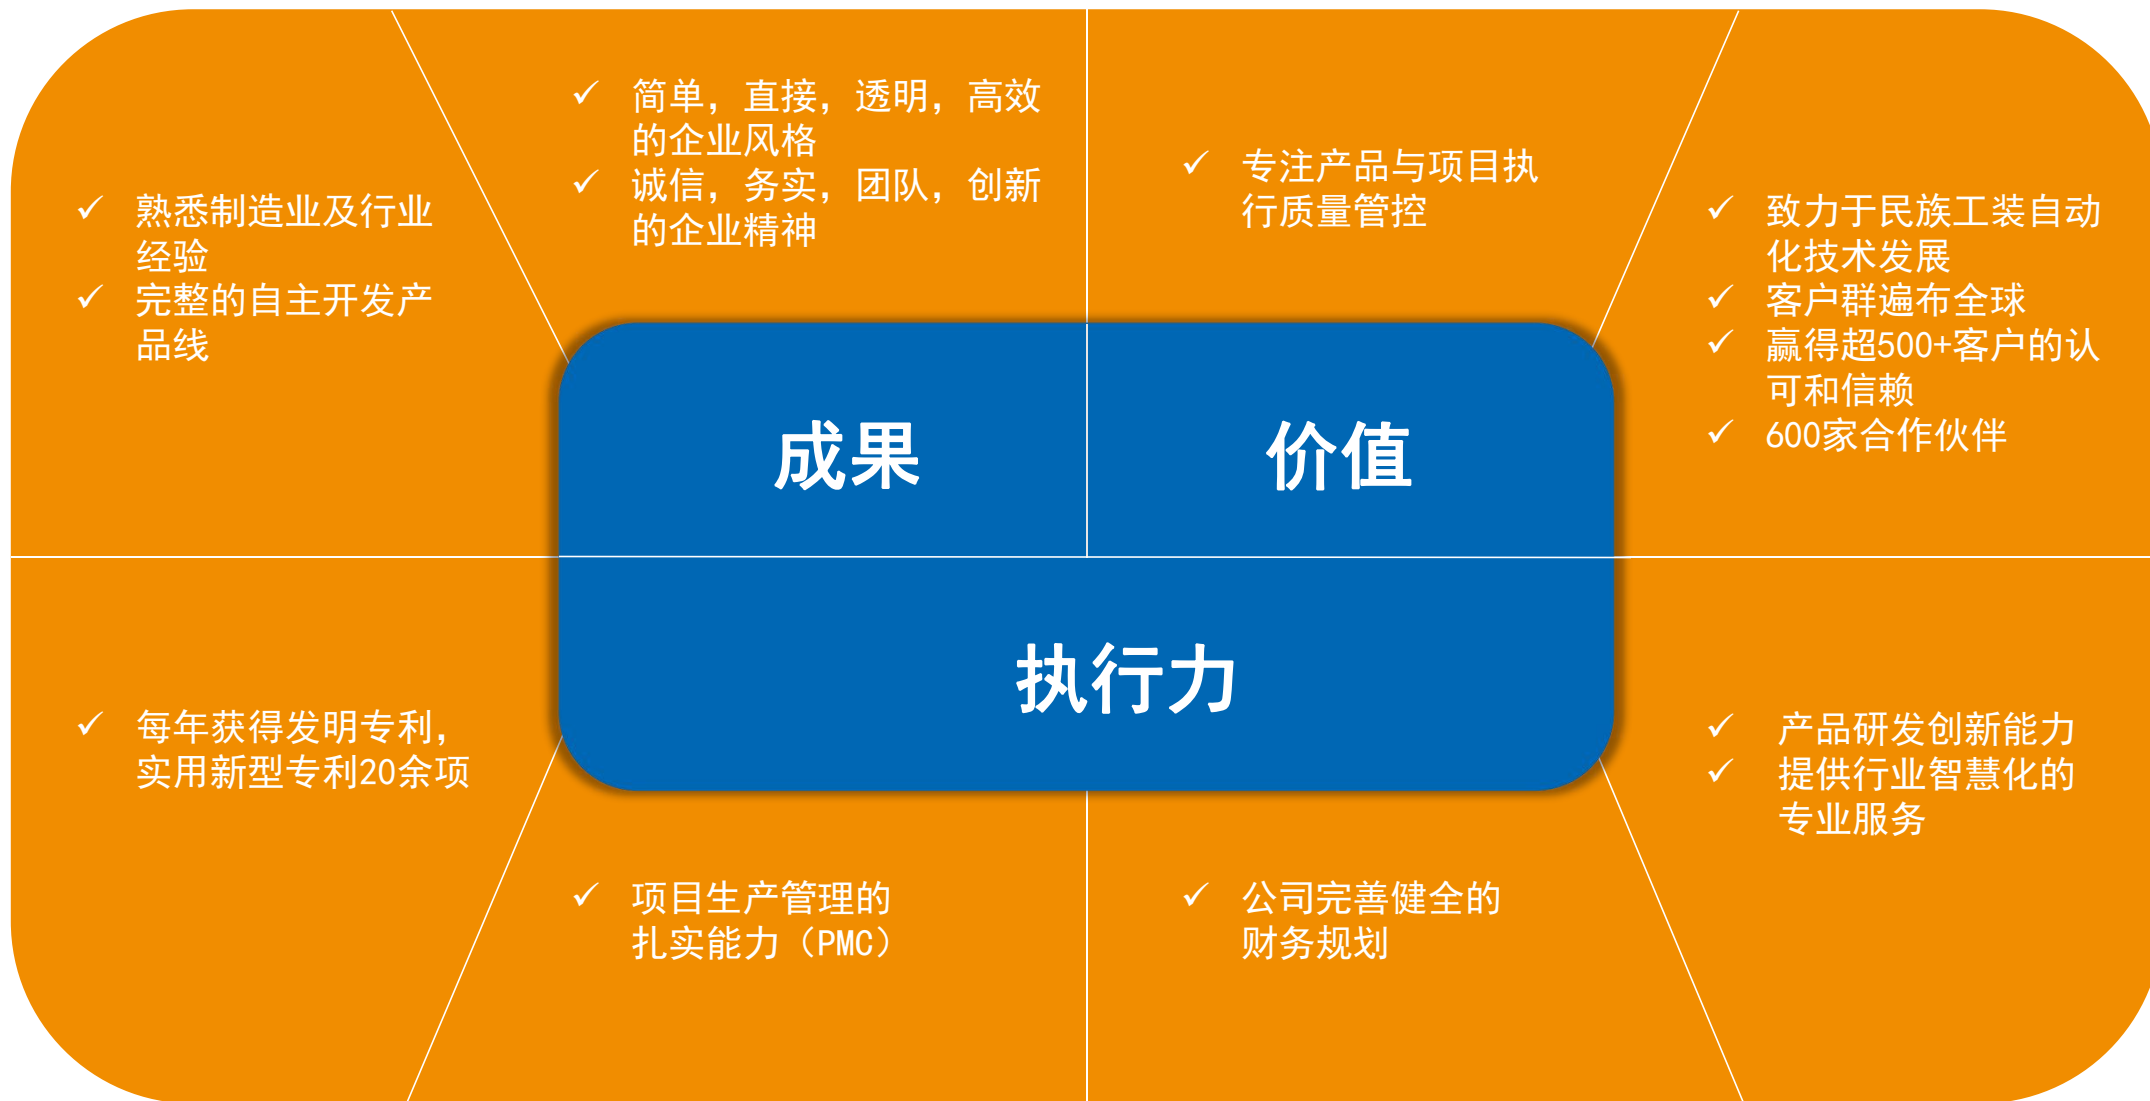 熟悉制造业及行业
经验
完整的自主开发产
品线
简单，直接，透明，高效
的企业风格
诚信，务实，团队，创新
的企业精神
专注产品与项目执
行质量管控
致力于民族工装自动
化技术发展
客户群遍布全球
赢得超500+客户的认
可和信赖
600家合作伙伴
成果
价值
执行力
每年获得发明专利，
实用新型专利20余项
项目生产管理的
扎实能力（PMC）
公司完善健全的
财务规划
产品研发创新能力
提供行业智慧化的
专业服务